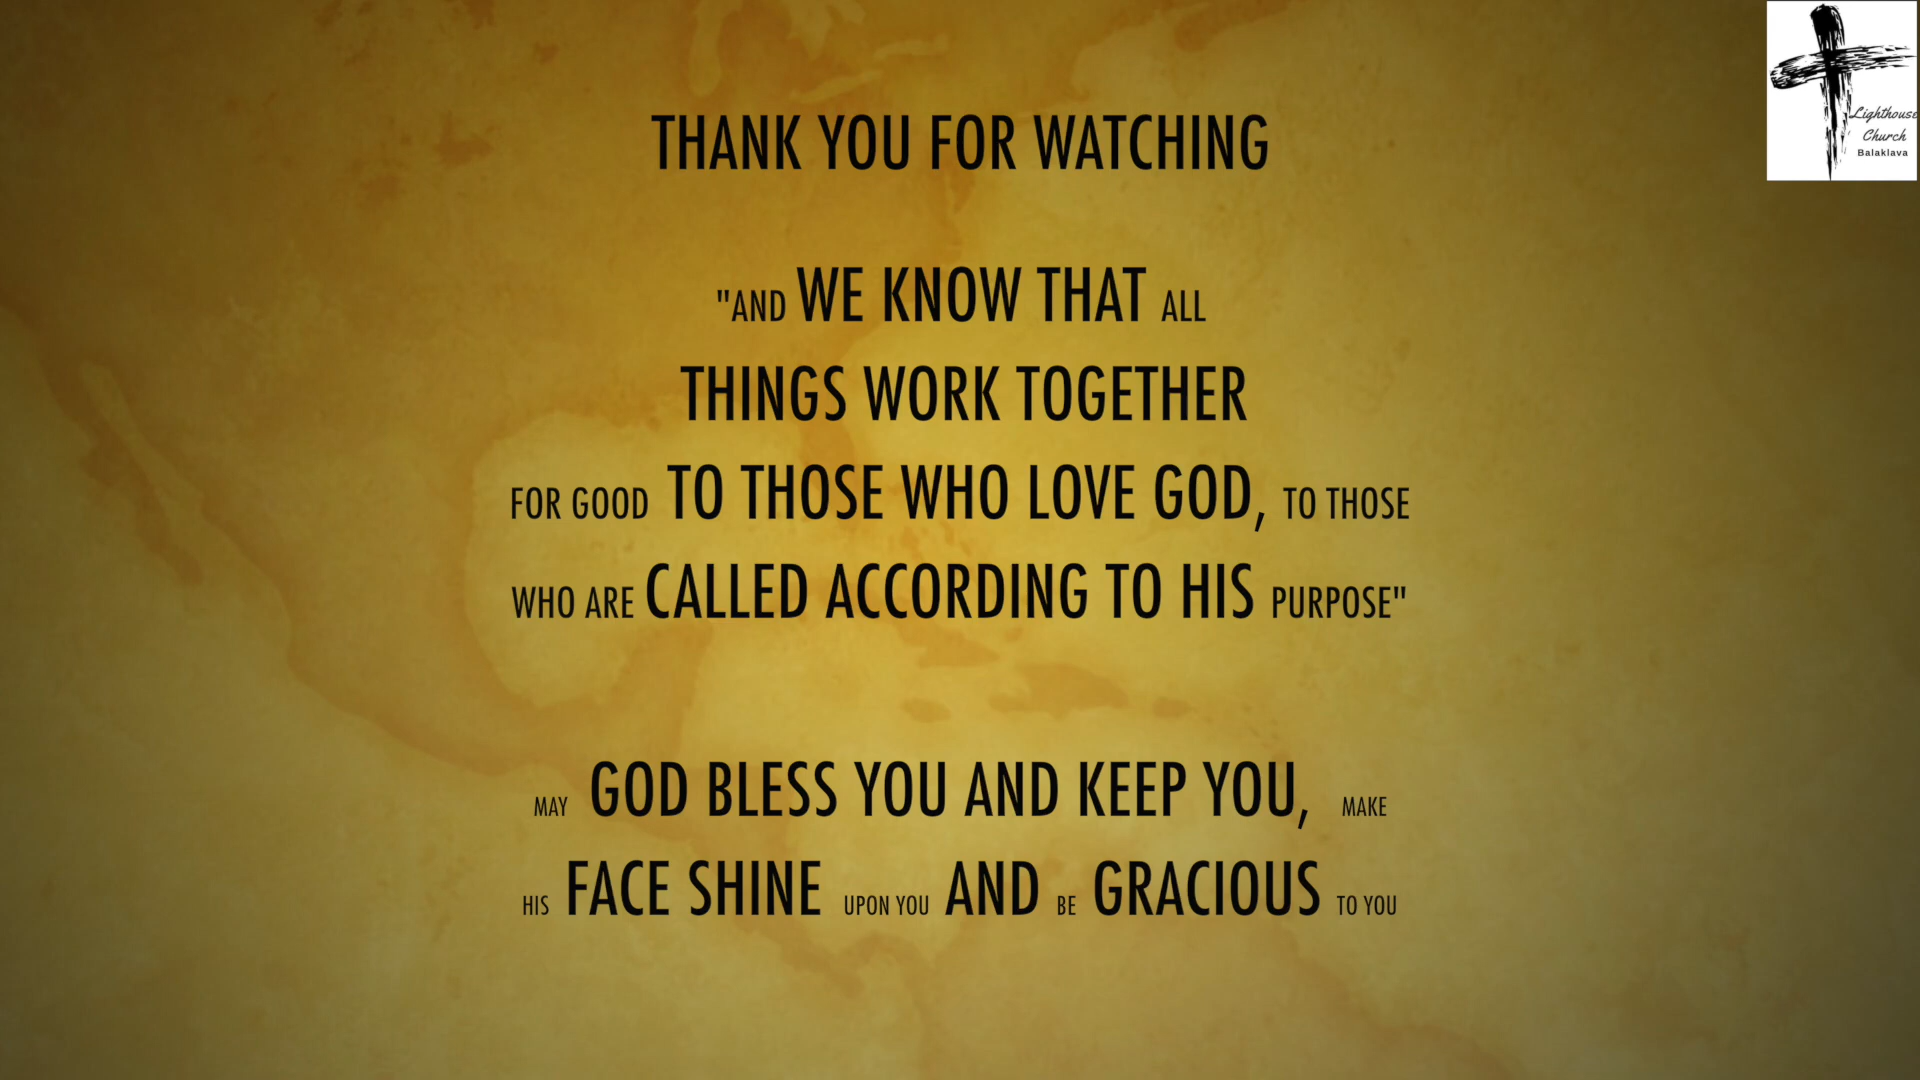 Lighthouse
Church
Balaklava
THANK YOU FOR WATCHING
"AND WE KNOW THAT ALL
THINGS WORK TOGETHER
FOR GOOD TO THOSE WHO LOVE GOD, TO THOSE
WHO ARE CALLED ACCORDING TO HIS PURPOSE"
MAY GOD BLESS YOU AND KEEP YOU, MAKE
HIS FACE SHINE UPON YOU AND BE GRACIOUS TO YOU